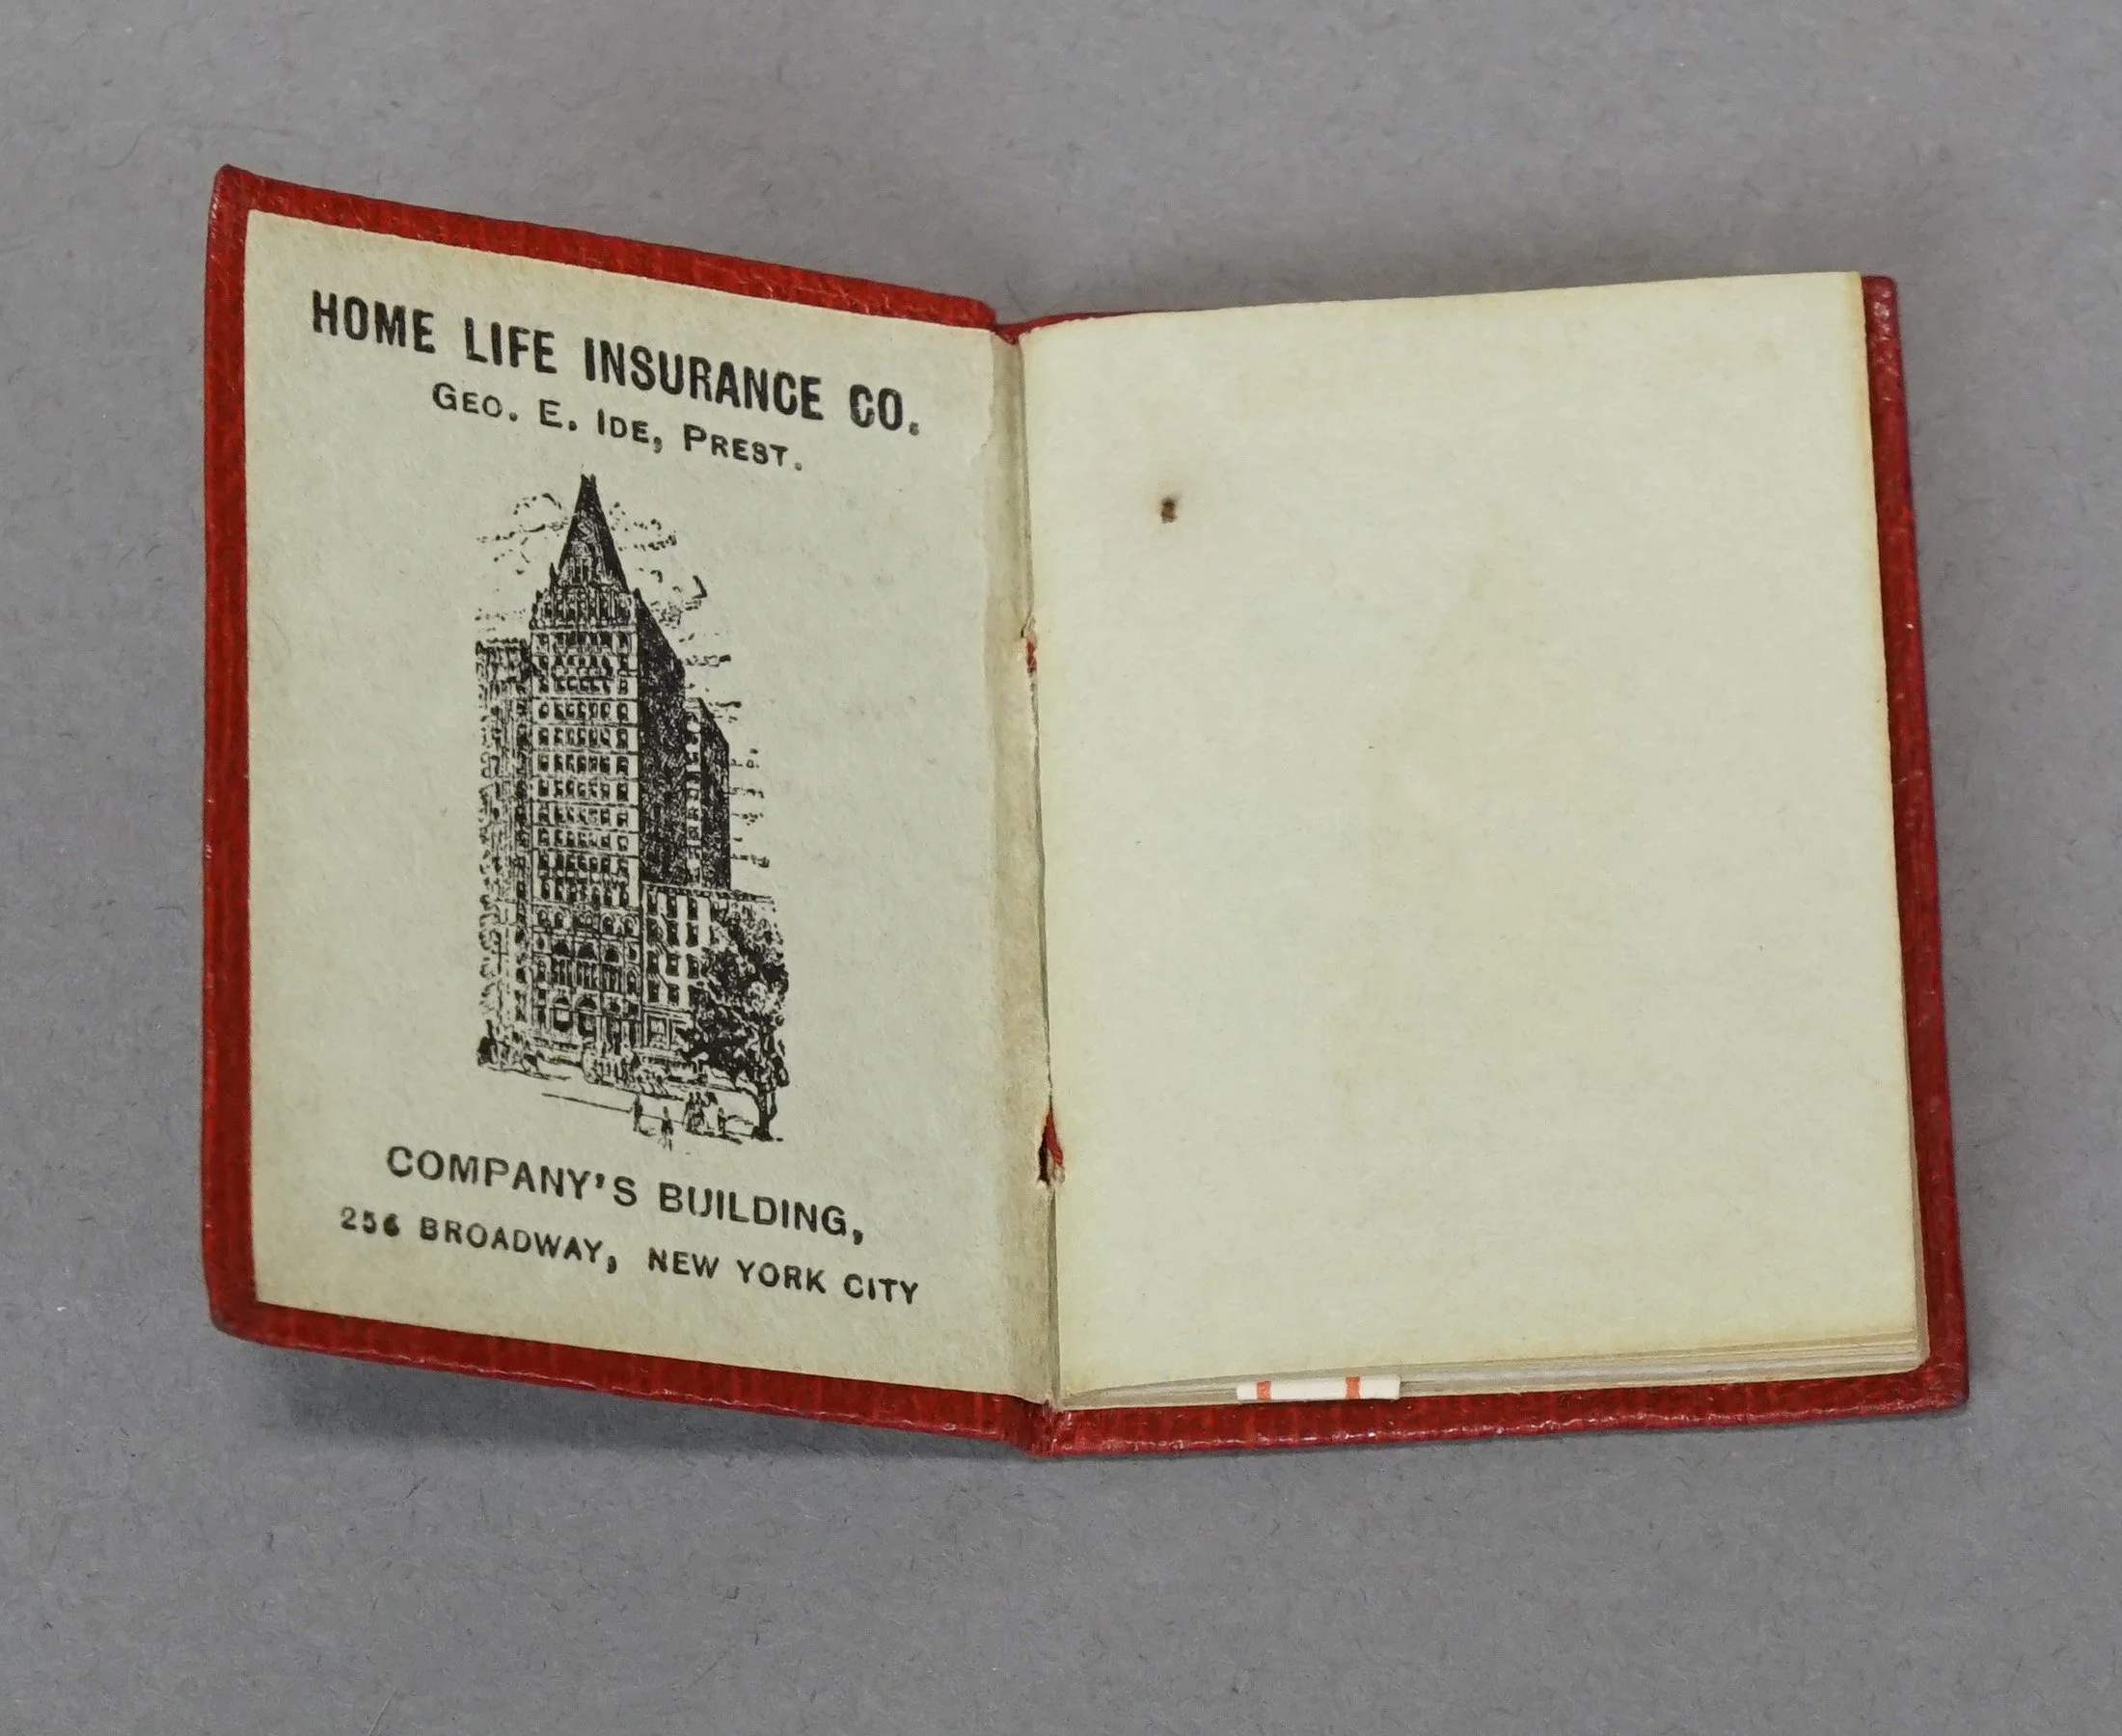 HOME LIFE INSURANCE CO.
GEO. E. IDE, PREST.
COMPANY'S BUILDING,
256 BROADWAY, NEW YORK CITY